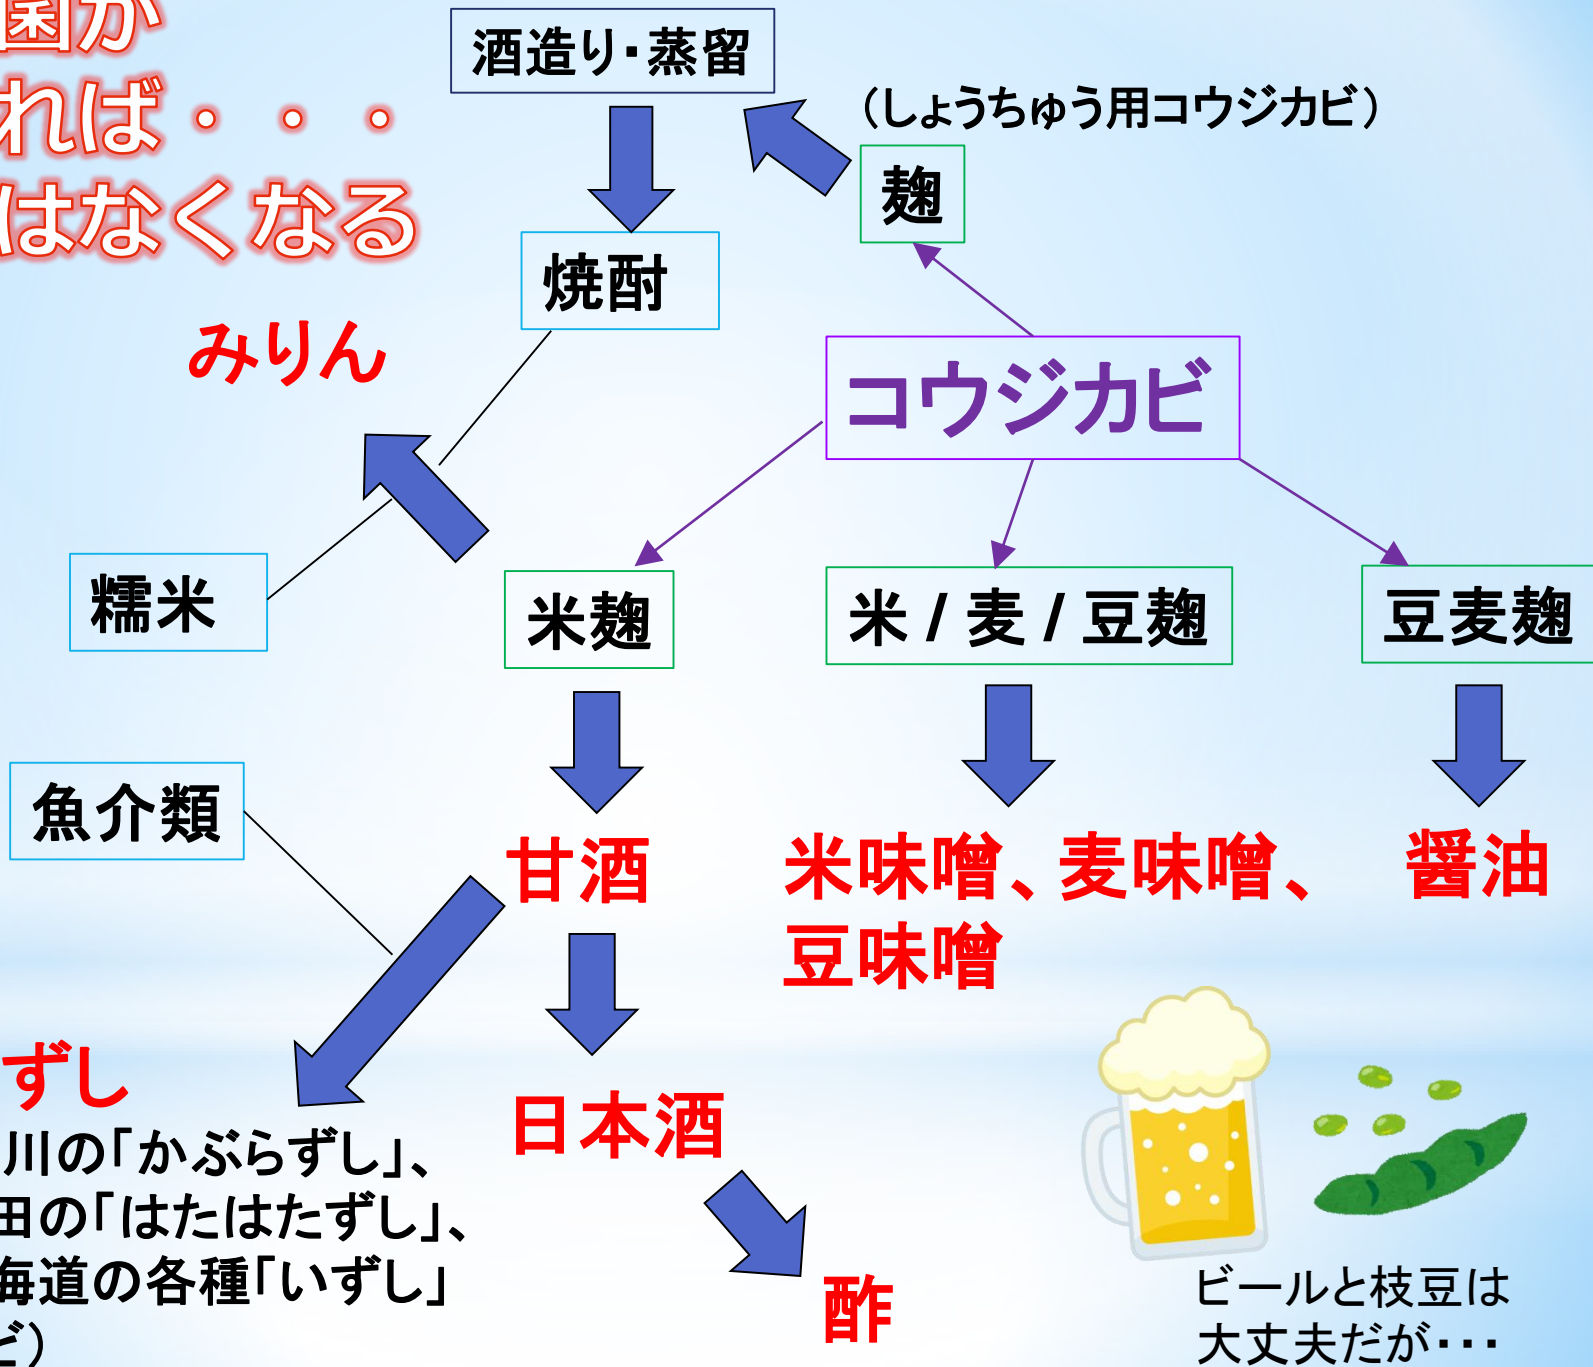 菌が
れば・・・
はなくなる
酒造り・蒸留
（しょうちゅう用コウジカビ）
麹
焼酎
みりん
コウジカビ
糯米
米麹
米 / 麦 / 豆麹
豆麦麹
魚介類
甘酒
米味噌、麦味噌、
豆味噌
醤油
ずし
川の「かぶらずし」、
田の「はたはたずし」、
海道の各種「いずし」
ど）
日本酒
酢
ビールと枝豆は
大丈夫だが・・・